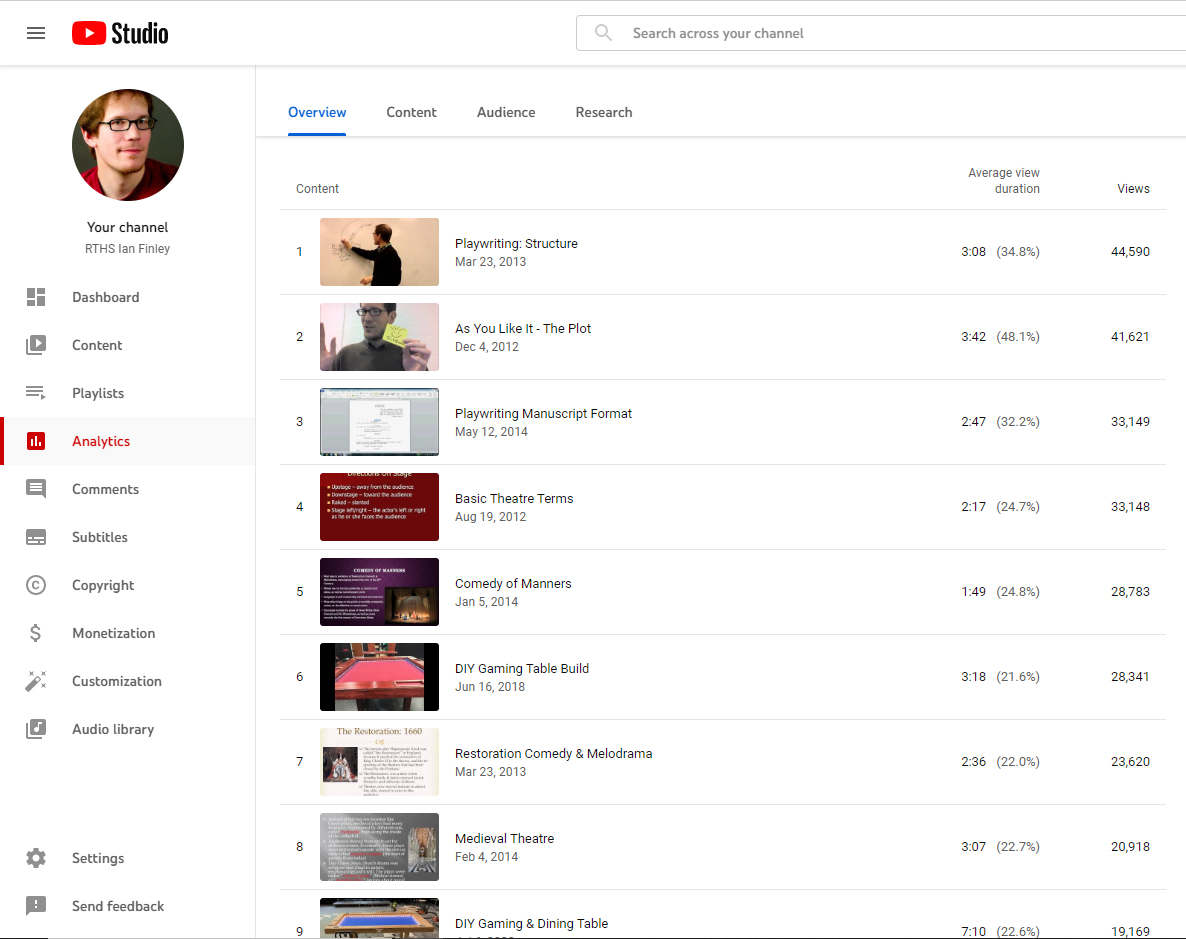 Studio
Search across your channel
Your channel
RTHS Ian Finley
Dashboard
Content
Playlists
Analytics
Comments
Subtitles
Copyright
Monetization
Customization
Audio library
Settings
Send feedback
Overview Content Audience Research
Content Average view duration Views
1 Playwriting: Structure 3:08 (34.8%) 44,590
Mar 23, 2013
2 As You Like It - The Plot 3:42 (48.1%) 41,621
Dec 4, 2012
3 Playwriting Manuscript Format 2:47 (32.2%) 33,149
May 12, 2014
Directions on Stage
Upstage – away from the audience
Downstage – toward the audience
Raked – slanted
Stage left/right – the actor's left or right
as he or she faces the audience
4 Basic Theatre Terms 2:17 (24.7%) 33,148
Aug 19, 2012
COMEDY OF MANNERS
5 Comedy of Manners 1:49 (24.8%) 28,783
Jan 5, 2014
6 DIY Gaming Table Build 3:18 (21.6%) 28,341
Jun 16, 2018
The Restoration: 1660
7 Restoration Comedy & Melodrama 2:36 (22.0%) 23,620
Mar 23, 2013
8 Medieval Theatre 3:07 (22.7%) 20,918
Feb 4, 2014
9 DIY Gaming & Dining Table 7:10 (22.6%) 19,169